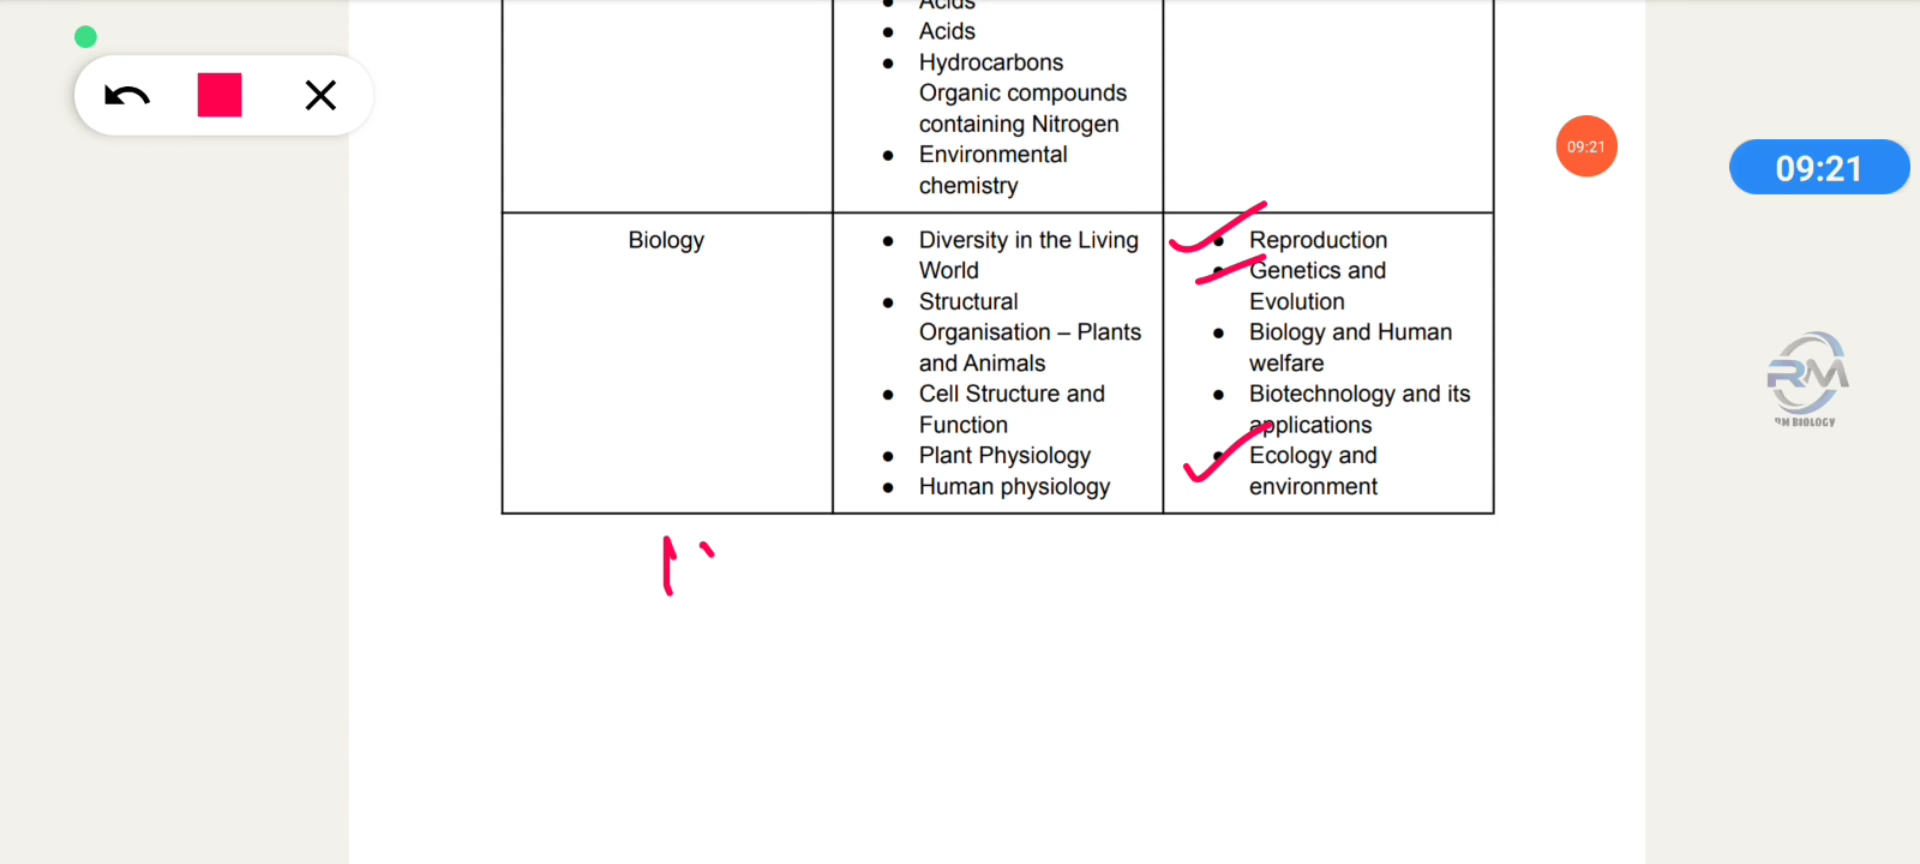 Acids
Acids
Hydrocarbons
Organic compounds
containing Nitrogen
Environmental
chemistry
09:21
09:21
Biology
Diversity in the Living
World
Structural
Organisation – Plants
and Animals
Cell Structure and
Function
Plant Physiology
Human physiology
Reproduction
Genetics and
Evolution
Biology and Human
welfare
Biotechnology and its
applications
Ecology and
environment
RM
RM BIOLOGY